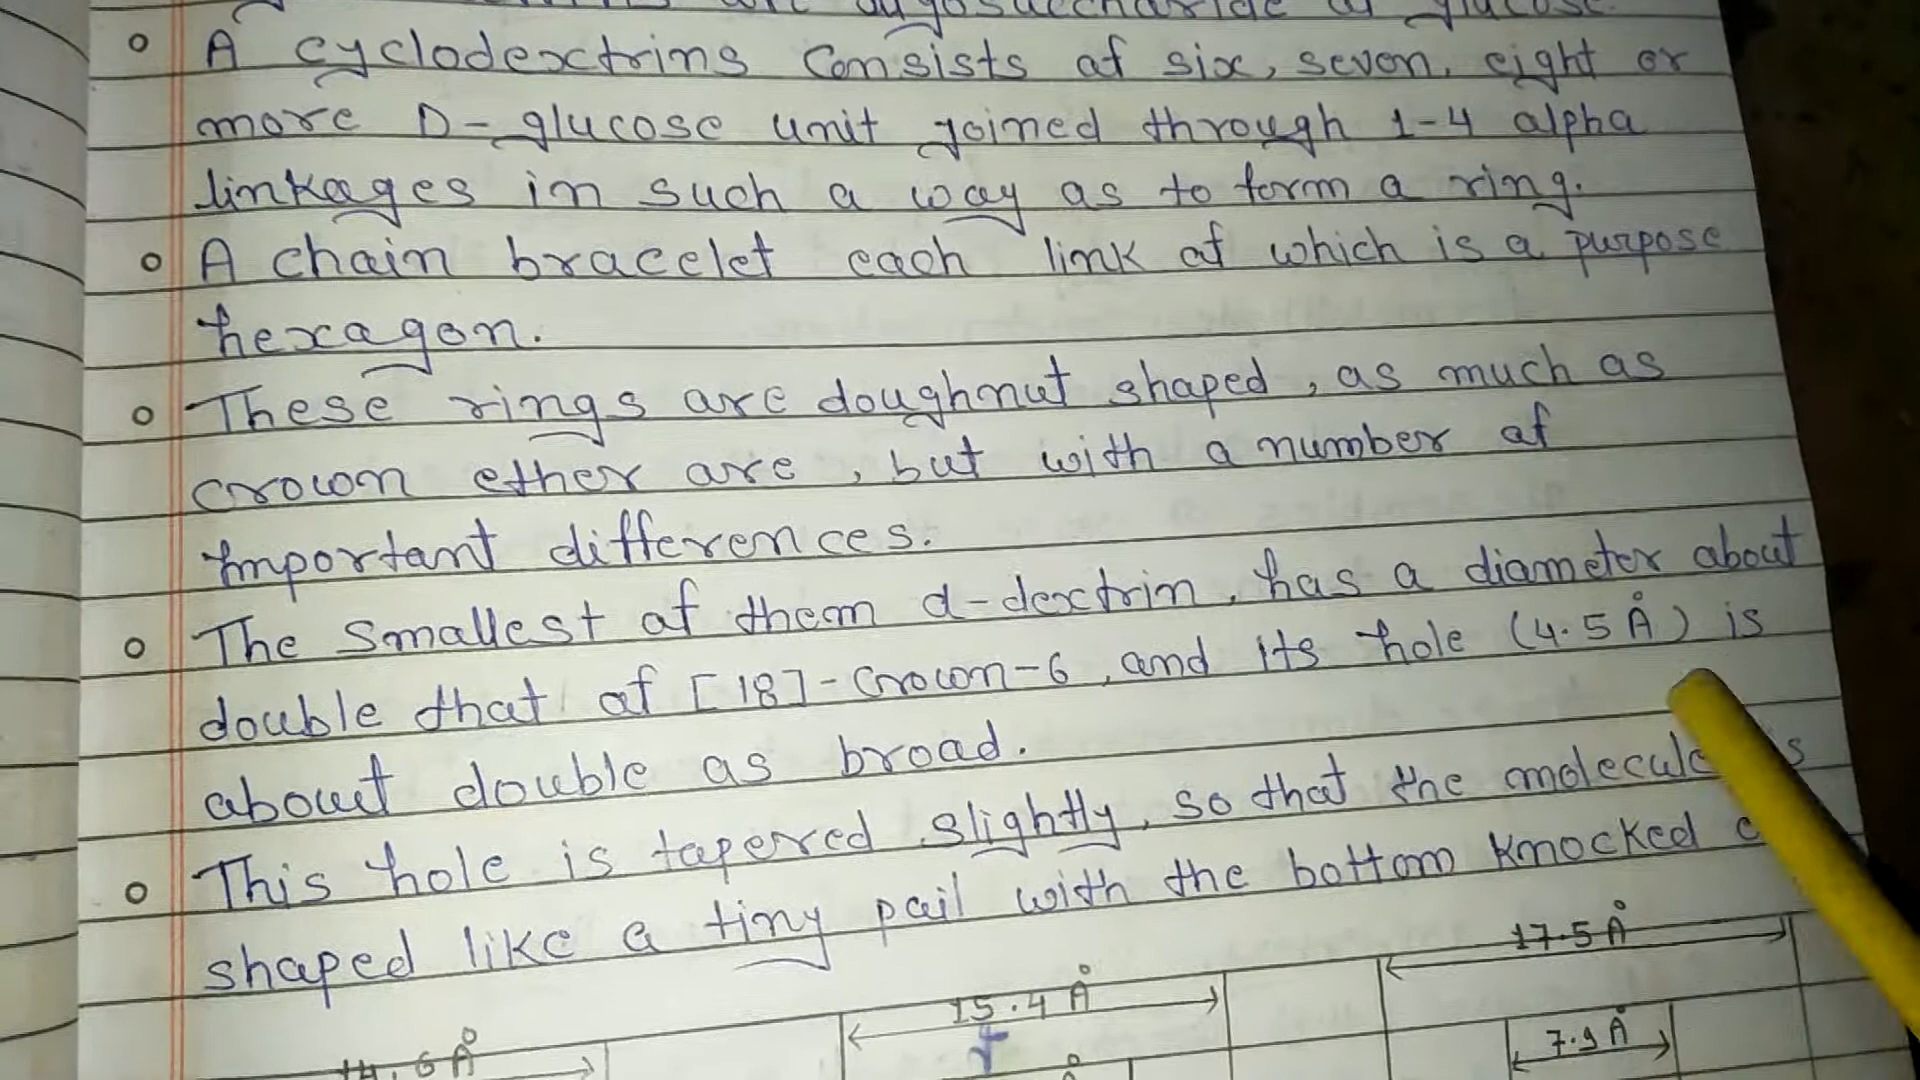 A cyclodextrins consists of six, seven, eight or
more D-glucose unit joined through 1-4 alpha
linkages in such a way as to form a ring.
A chain bracelet each link of which is a purpose
hexagon.
These rings are doughnut shaped, as much as
crown ether are, but with a number of
Important differences.
The smallest of them α-dextrin, has a diameter about
double that of [18]-crown-6, and its hole (4.5 Å) is
about double as broad.
This hole is tapered slightly, so that the molecule is
shaped like a tiny pail with the bottom knocked
17.5 Å
15.4 Å
7.9 Å
14.6 Å